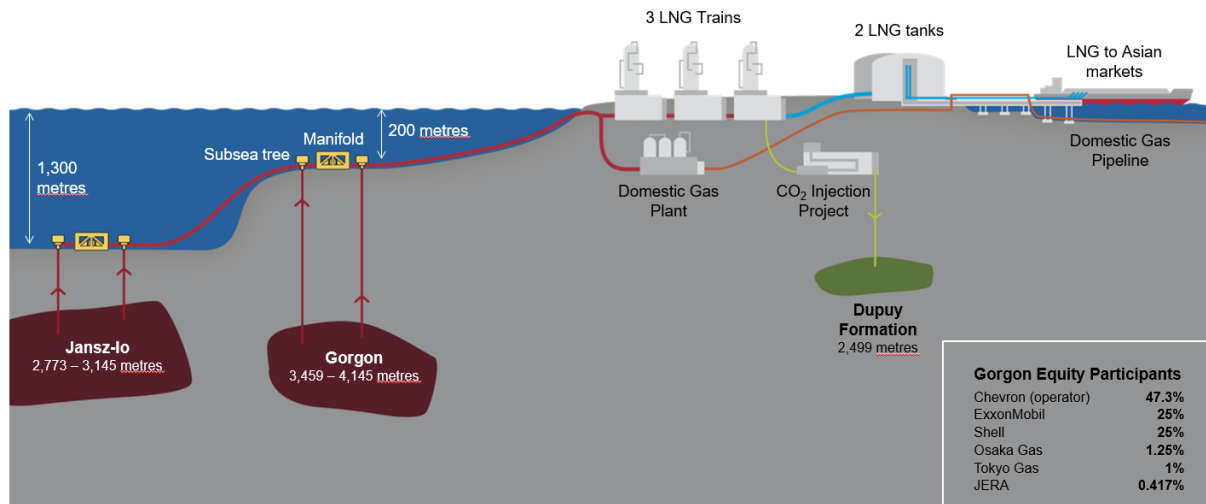 3 LNG Trains
2 LNG tanks
LNG to Asian
markets
200 metres
Manifold
Subsea tree
1,300
metres
Domestic Gas
Pipeline
Domestic Gas
Plant
CO₂ Injection
Project
Dupuy
Formation
2,499 metres
Jansz-Io
2,773 – 3,145 metres
Gorgon
3,459 – 4,145 metres
Gorgon Equity Participants
Chevron (operator) 47.3%
ExxonMobil 25%
Shell 25%
Osaka Gas 1.25%
Tokyo Gas 1%
JERA 0.417%